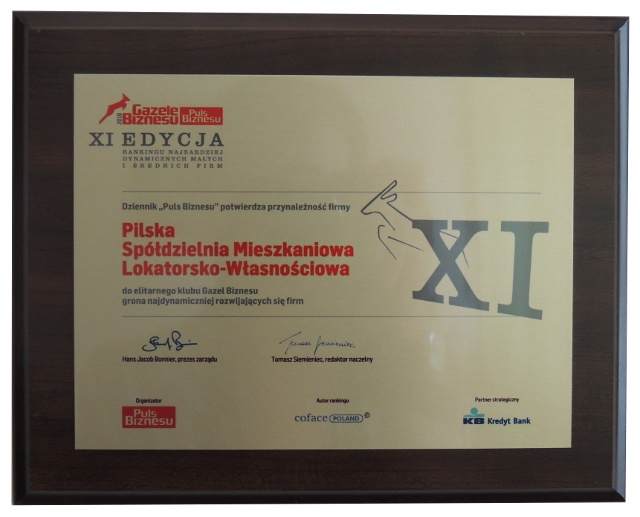 2010
Gazele Biznesu
Puls Biznesu
XI EDYCJA
RANKINGU NAJBARDZIEJ
DYNAMICZNYCH MAŁYCH
I ŚREDNICH FIRM
Dziennik „Puls Biznesu” potwierdza przynależność firmy
Pilska
Spółdzielnia Mieszkaniowa
Lokatorsko-Własnościowa
do elitarnego klubu Gazel Biznesu
grona najdynamiczniej rozwijających się firm
XI
Hans Jacob Bonnier, prezes zarządu
Tomasz Siemieniec, redaktor naczelny
Organizator
Autor rankingu
Partner strategiczny
Puls Biznesu
coface POLAND ©
KB Kredyt Bank